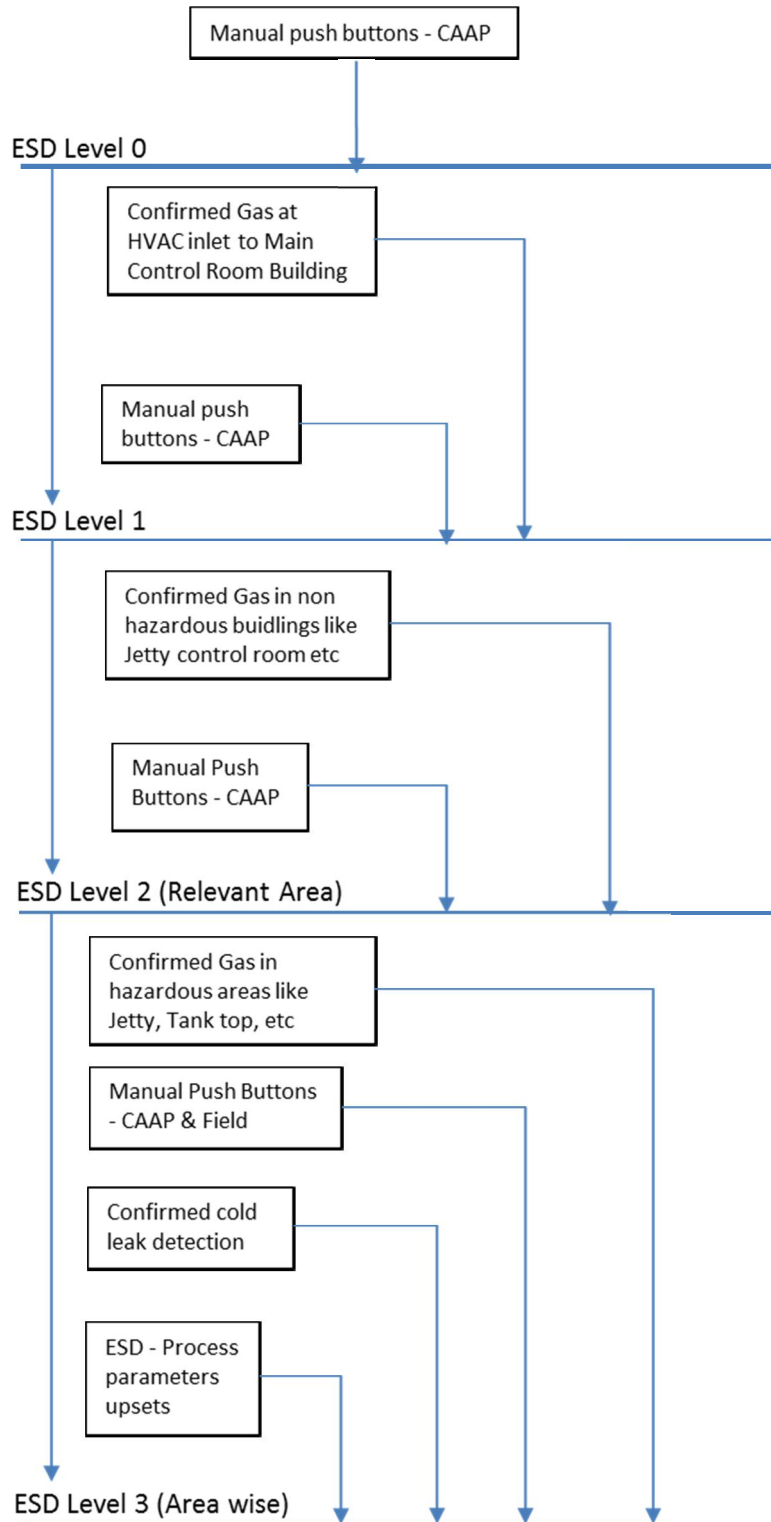 Manual push buttons - CAAP
ESD Level 0
Confirmed Gas at
HVAC inlet to Main
Control Room Building
Manual push
buttons - CAAP
ESD Level 1
Confirmed Gas in non
hazardous buidlings like
Jetty control room etc
Manual Push
Buttons - CAAP
ESD Level 2 (Relevant Area)
Confirmed Gas in
hazardous areas like
Jetty, Tank top, etc
Manual Push Buttons
- CAAP & Field
Confirmed cold
leak detection
ESD - Process
parameters
upsets
ESD Level 3 (Area wise)